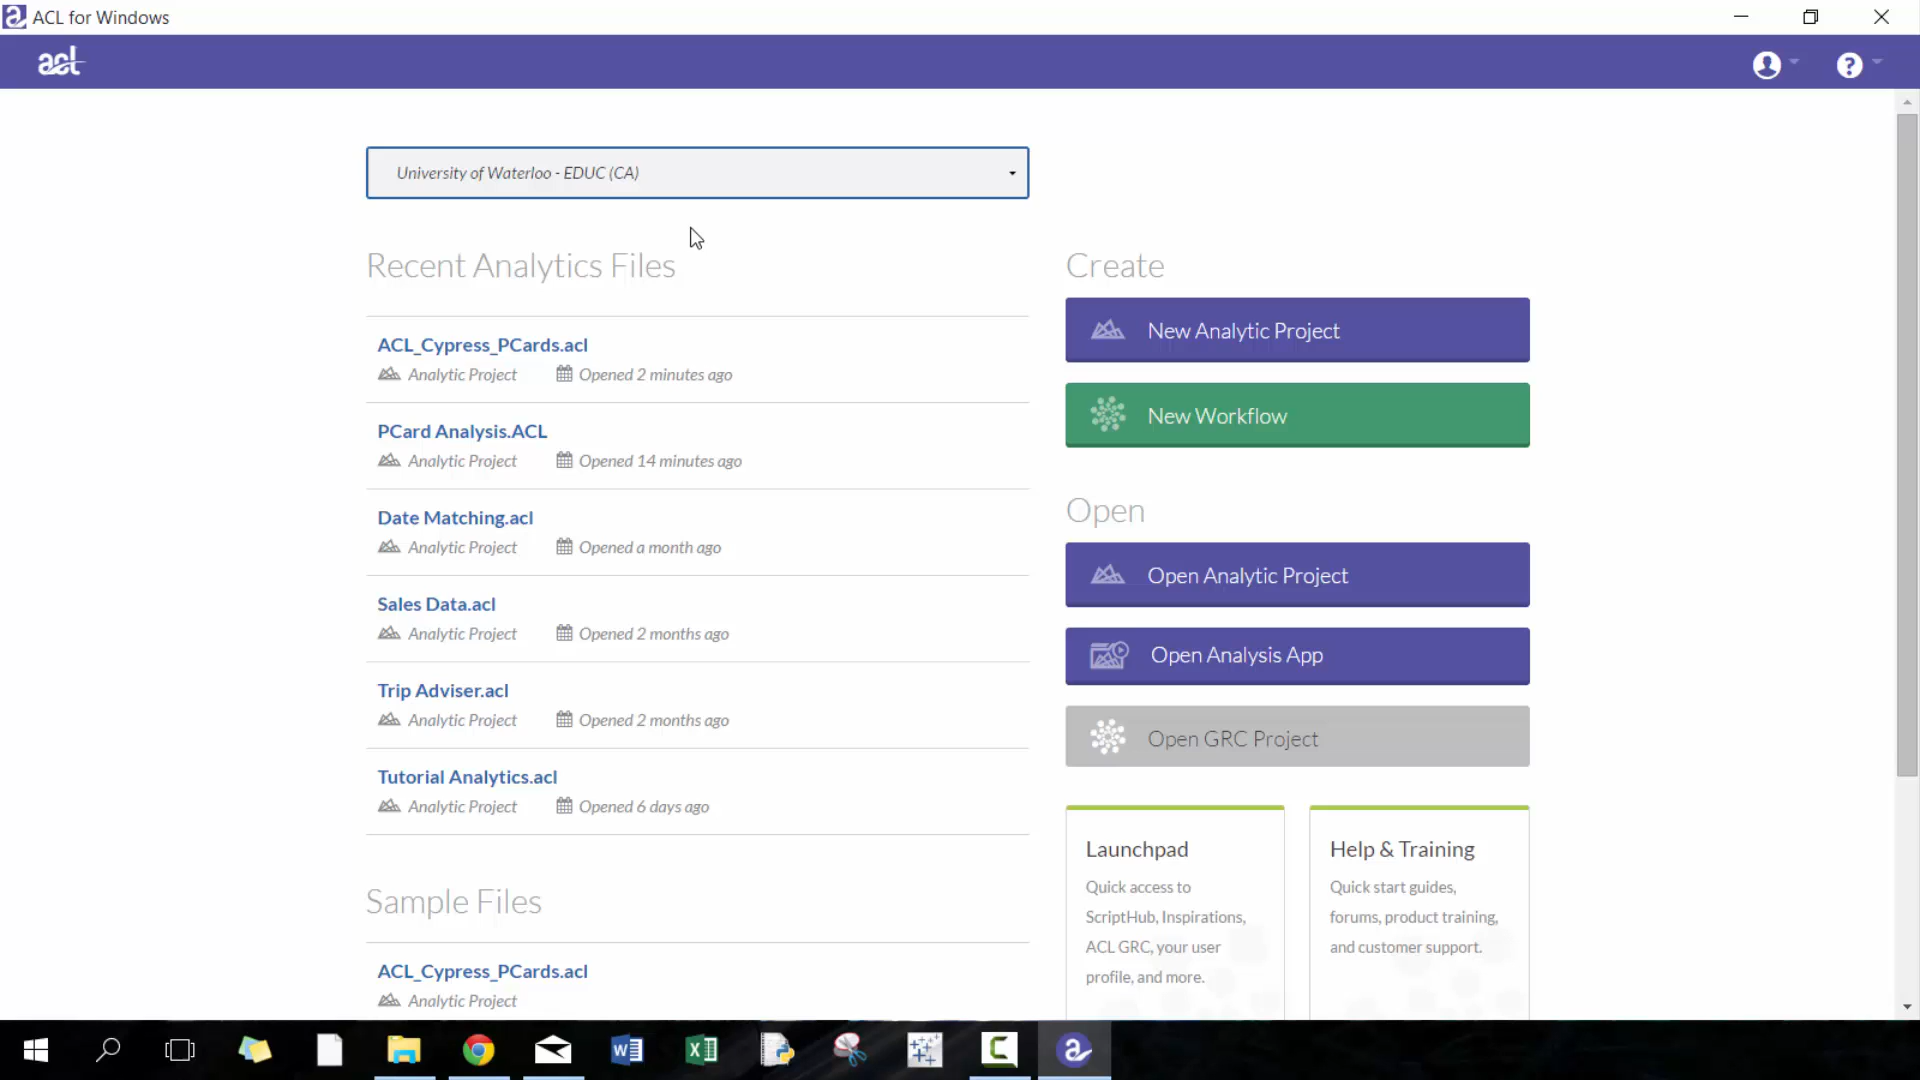 ACL for Windows
acl
University of Waterloo - EDUC (CA)
Recent Analytics Files
ACL_Cypress_PCards.acl
Analytic Project Opened 2 minutes ago
PCard Analysis.ACL
Analytic Project Opened 14 minutes ago
Date Matching.acl
Analytic Project Opened a month ago
Sales Data.acl
Analytic Project Opened 2 months ago
Trip Adviser.acl
Analytic Project Opened 2 months ago
Tutorial Analytics.acl
Analytic Project Opened 6 days ago
Sample Files
ACL_Cypress_PCards.acl
Analytic Project
Create
New Analytic Project
New Workflow
Open
Open Analytic Project
Open Analysis App
Open GRC Project
Launchpad
Quick access to
ScriptHub, Inspirations,
ACL GRC, your user
profile, and more.
Help & Training
Quick start guides,
forums, product training,
and customer support.